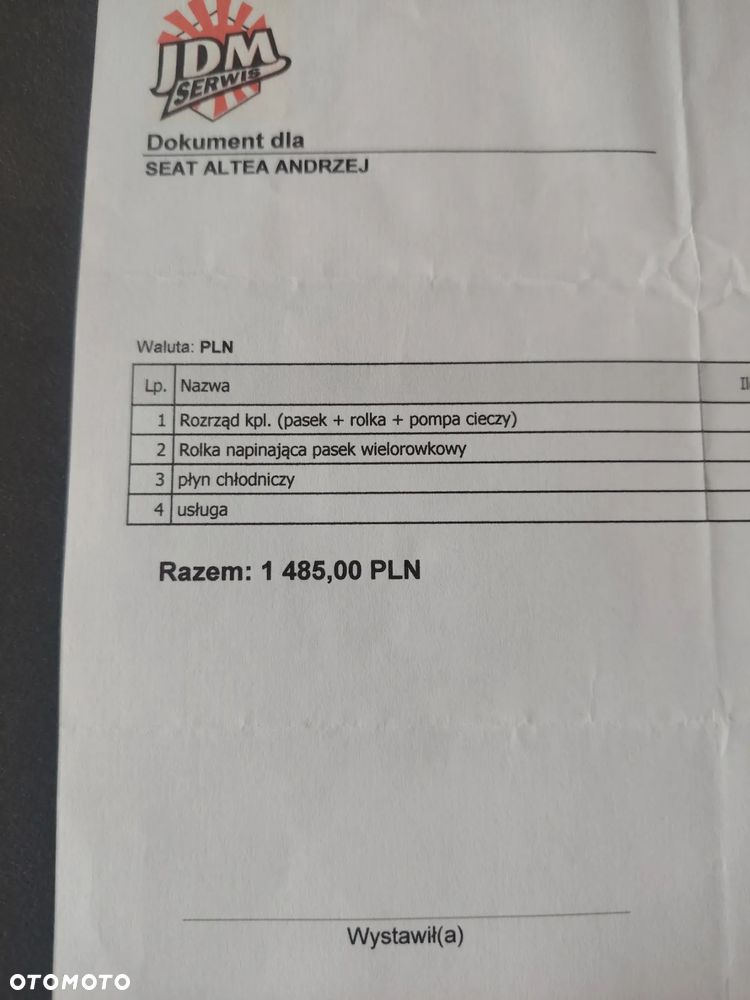 JDM
SERWIS
Dokument dla
SEAT ALTEA ANDRZEJ
Waluta: PLN
Lp. Nazwa
1 Rozrząd kpl. (pasek + rolka + pompa cieczy)
2 Rolka napinająca pasek wielorowkowy
3 płyn chłodniczy
4 usługa
Razem: 1 485,00 PLN
Wystawił(a)
OTOMOTO